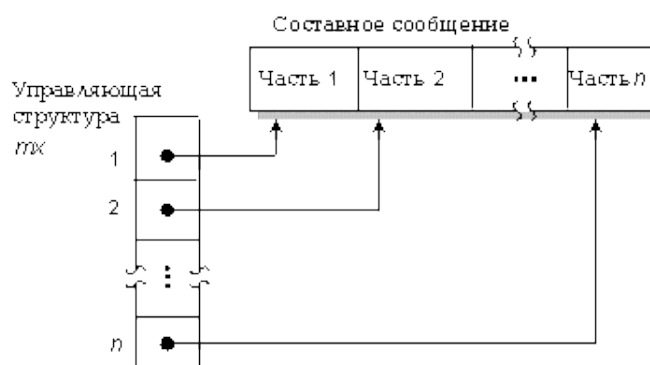 Составное сообщение
Часть 1 Часть 2 ... Часть n
Управляющая
структура
mx
1
2
⋮
n